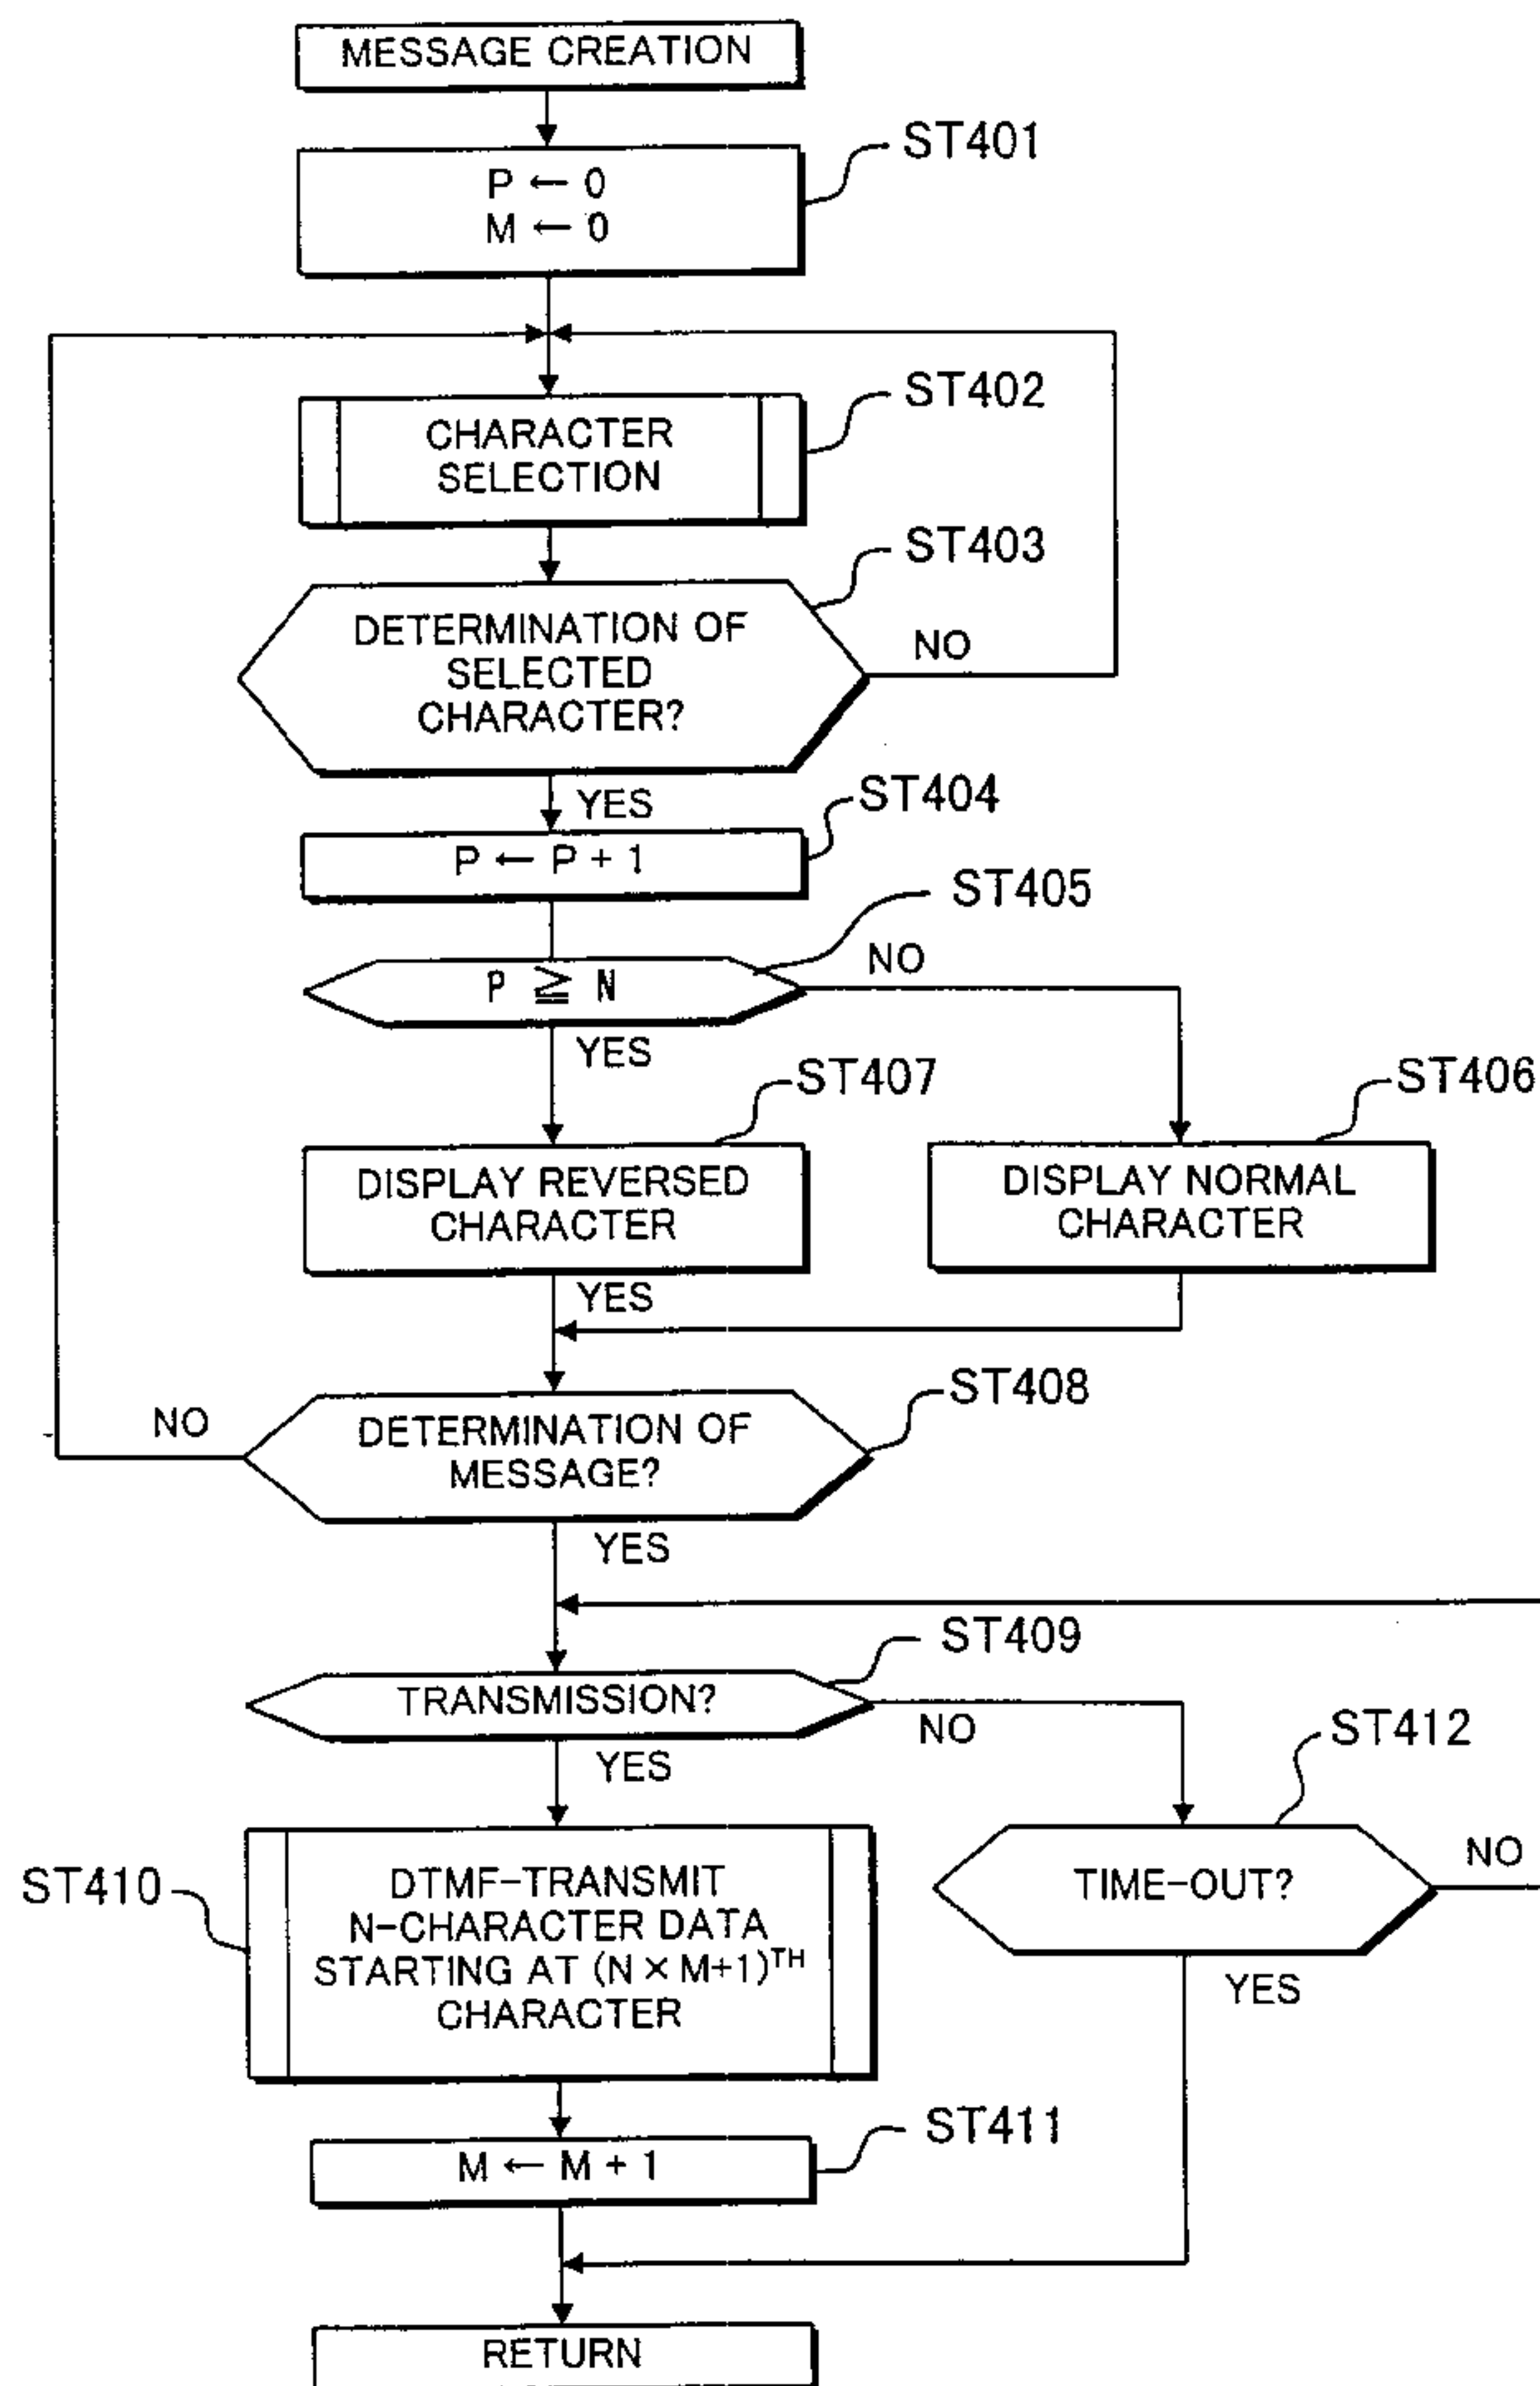 MESSAGE CREATION
ST401
P ← 0
M ← 0
ST402
CHARACTER
SELECTION
ST403
DETERMINATION OF
SELECTED
CHARACTER?
NO
YES
ST404
P ← P + 1
ST405
P ≧ N
NO
YES
ST407
ST406
DISPLAY REVERSED
CHARACTER
DISPLAY NORMAL
CHARACTER
YES
ST408
NO
DETERMINATION OF
MESSAGE?
YES
ST409
TRANSMISSION?
NO
YES
ST412
ST410
DTMF-TRANSMIT
N-CHARACTER DATA
STARTING AT (N × M+1)TH
CHARACTER
TIME-OUT?
NO
YES
ST411
M ← M + 1
RETURN